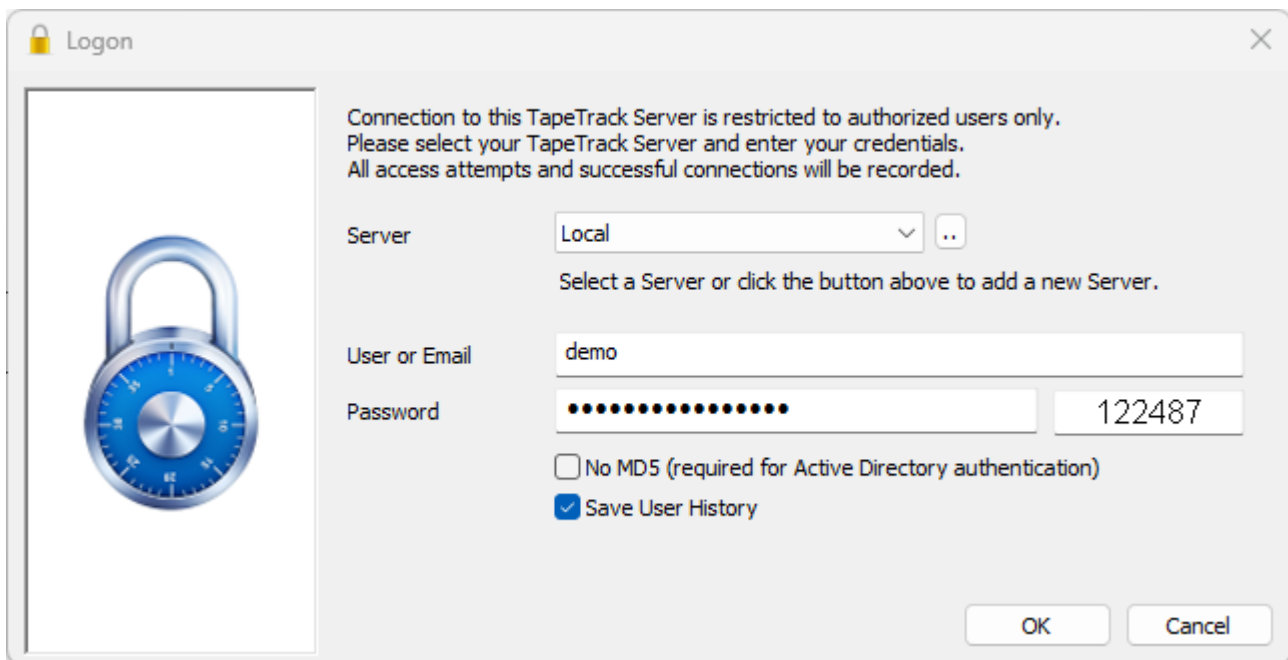 Logon
Connection to this TapeTrack Server is restricted to authorized users only.
Please select your TapeTrack Server and enter your credentials.
All access attempts and successful connections will be recorded.
Server Local ..
Select a Server or click the button above to add a new Server.
User or Email demo
Password •••••••••••••••• 122487
No MD5 (required for Active Directory authentication)
Save User History
OK Cancel